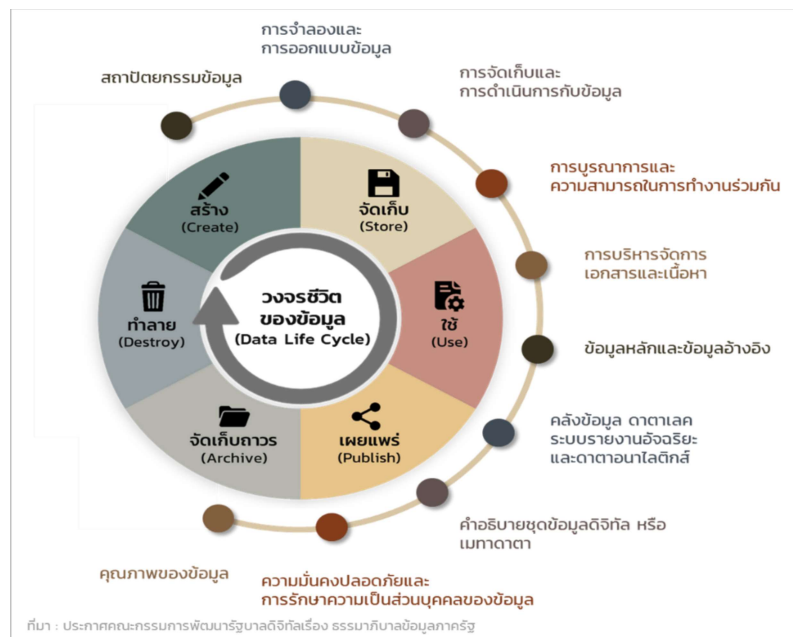 การจำลองและ
การออกแบบข้อมูล
สถาปัตยกรรมข้อมูล
การจัดเก็บและ
การดำเนินการกับข้อมูล
การบูรณาการและ
ความสามารถในการทำงานร่วมกัน
การบริหารจัดการ
เอกสารและเนื้อหา
ข้อมูลหลักและข้อมูลอ้างอิง
คลังข้อมูล ดาตาเลค
ระบบรายงานอัจฉริยะ
และดาตาอนาไลติกส์
คำอธิบายชุดข้อมูลดิจิทัล หรือ
เมทาดาตา
ความมั่นคงปลอดภัยและ
การรักษาความเป็นส่วนบุคคลของข้อมูล
คุณภาพของข้อมูล
สร้าง
(Create)
จัดเก็บ
(Store)
ใช้
(Use)
เผยแพร่
(Publish)
จัดเก็บถาวร
(Archive)
ทำลาย
(Destroy)
วงจรชีวิต
ของข้อมูล
(Data Life Cycle)
ที่มา : ประกาศคณะกรรมการพัฒนารัฐบาลดิจิทัลเรื่อง ธรรมาภิบาลข้อมูลภาครัฐ